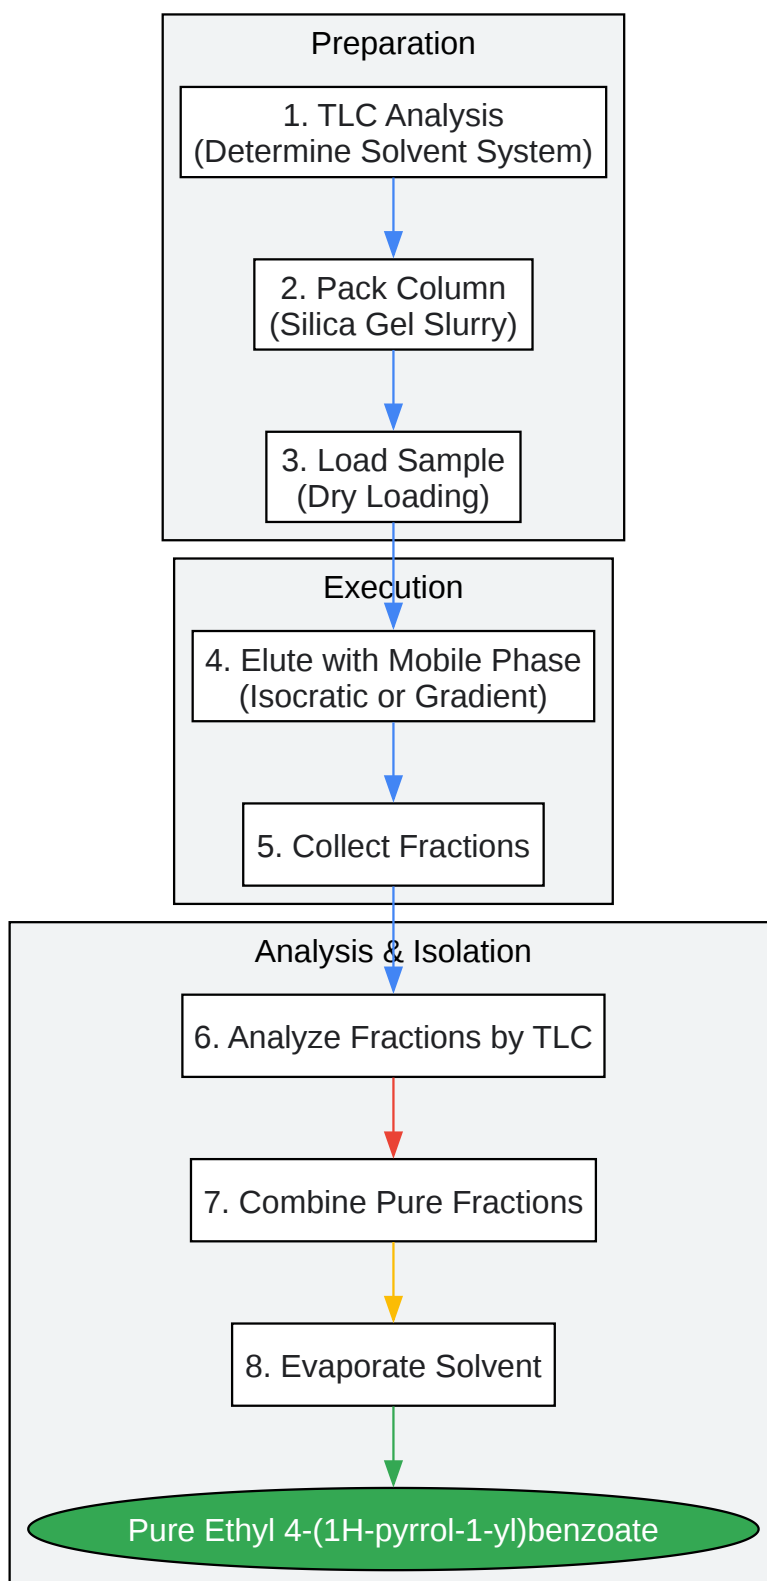 Preparation
1. TLC Analysis
(Determine Solvent System)
2. Pack Column
(Silica Gel Slurry)
3. Load Sample
(Dry Loading)
Execution
4. Elute with Mobile Phase
(Isocratic or Gradient)
5. Collect Fractions
Analysis & Isolation
6. Analyze Fractions by TLC
7. Combine Pure Fractions
8. Evaporate Solvent
Pure Ethyl 4-(1H-pyrrol-1-yl)benzoate